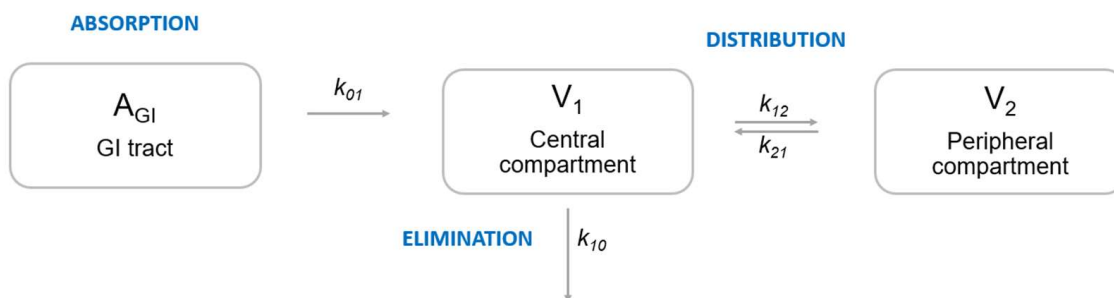 ABSORPTION
DISTRIBUTION
A_GI
GI tract
k_01
V_1
Central
compartment
k_12
k_21
V_2
Peripheral
compartment
ELIMINATION
k_10